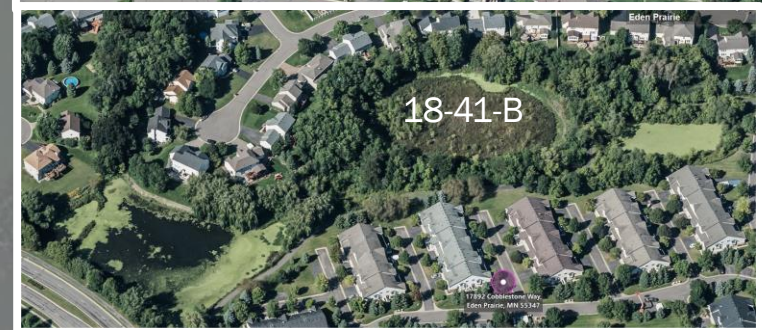 Eden Prairie
18-41-B
17892 Cobblestone Way,
Eden Prairie, MN 55347